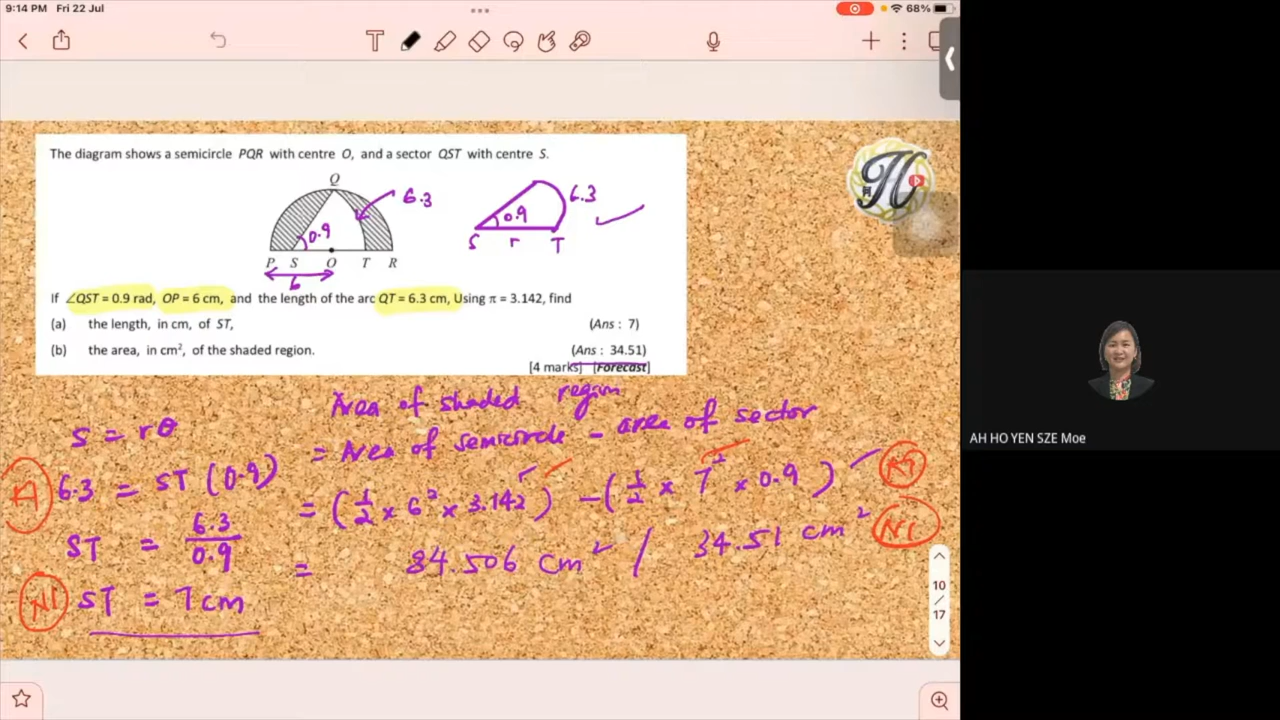 9:14 PM Fri 22 Jul
68%
The diagram shows a semicircle PQR with centre O, and a sector QST with centre S.
Q
6.3
0.9
P S O T R
6
6.3
0.9
S r T
If ∠QST = 0.9 rad, OP = 6 cm, and the length of the arc QT = 6.3 cm, Using π = 3.142, find
(a) the length, in cm, of ST, (Ans : 7)
(b) the area, in cm², of the shaded region. (Ans : 34.51)
[4 marks] [Forecast]
s = rθ
6.3 = ST (0.9)
ST = 6.3 / 0.9
N1 ST = 7 cm
Area of shaded region
= Area of semicircle - area of sector
= (1/2 × 6² × 3.142) - (1/2 × 7² × 0.9)
= 34.506 cm² / 34.51 cm² N1
10
/
17
AH HO YEN SZE Moe